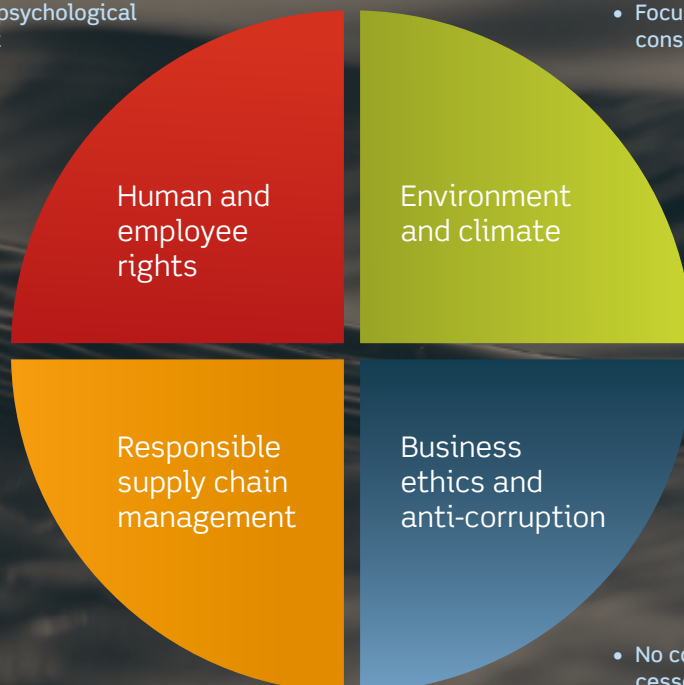 psychological
• Focu
cons
Human and
employee
rights
Environment
and climate
Responsible
supply chain
management
Business
ethics and
anti-corruption
• No co
cess